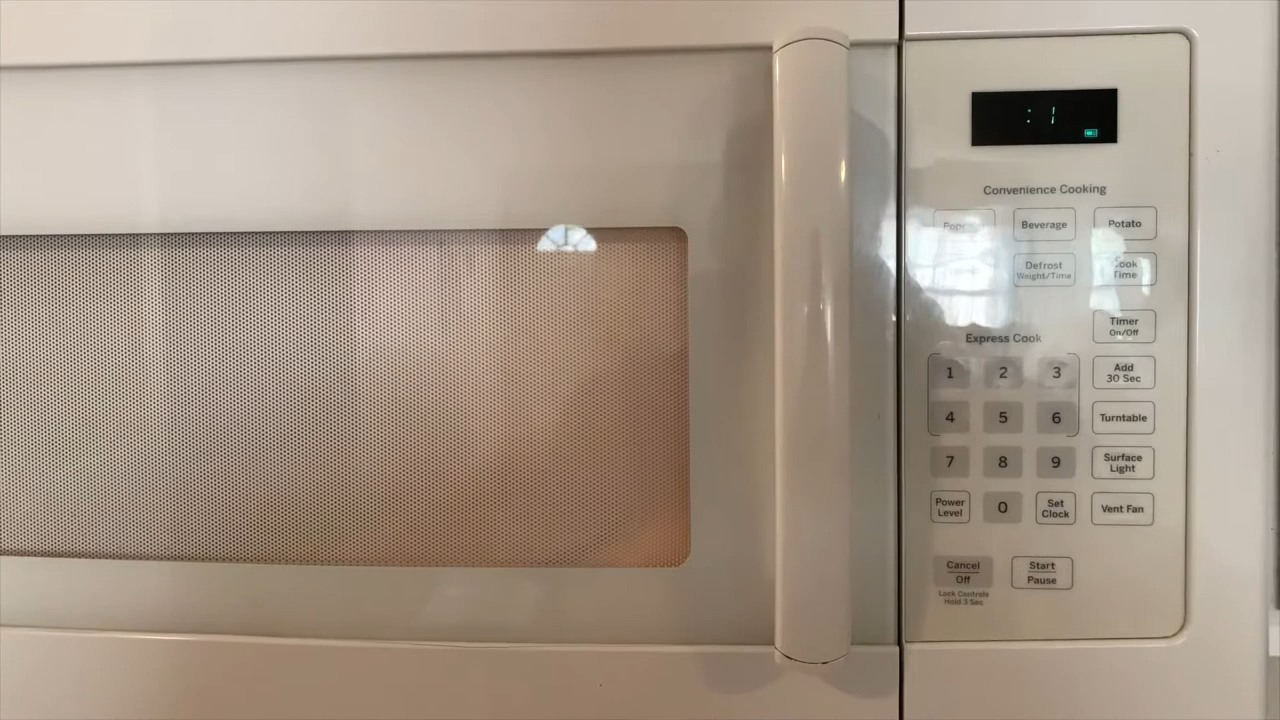 : 1
Convenience Cooking
Beverage
Potato
Defrost
Weight/Time
Cook
Time
Timer
On/Off
Express Cook
1 2 3
Add
30 Sec
4 5 6
Turntable
7 8 9
Surface
Light
Power
Level
0
Set
Clock
Vent Fan
Cancel
Off
Start
Pause
Lock Controls
Hold 3 Sec